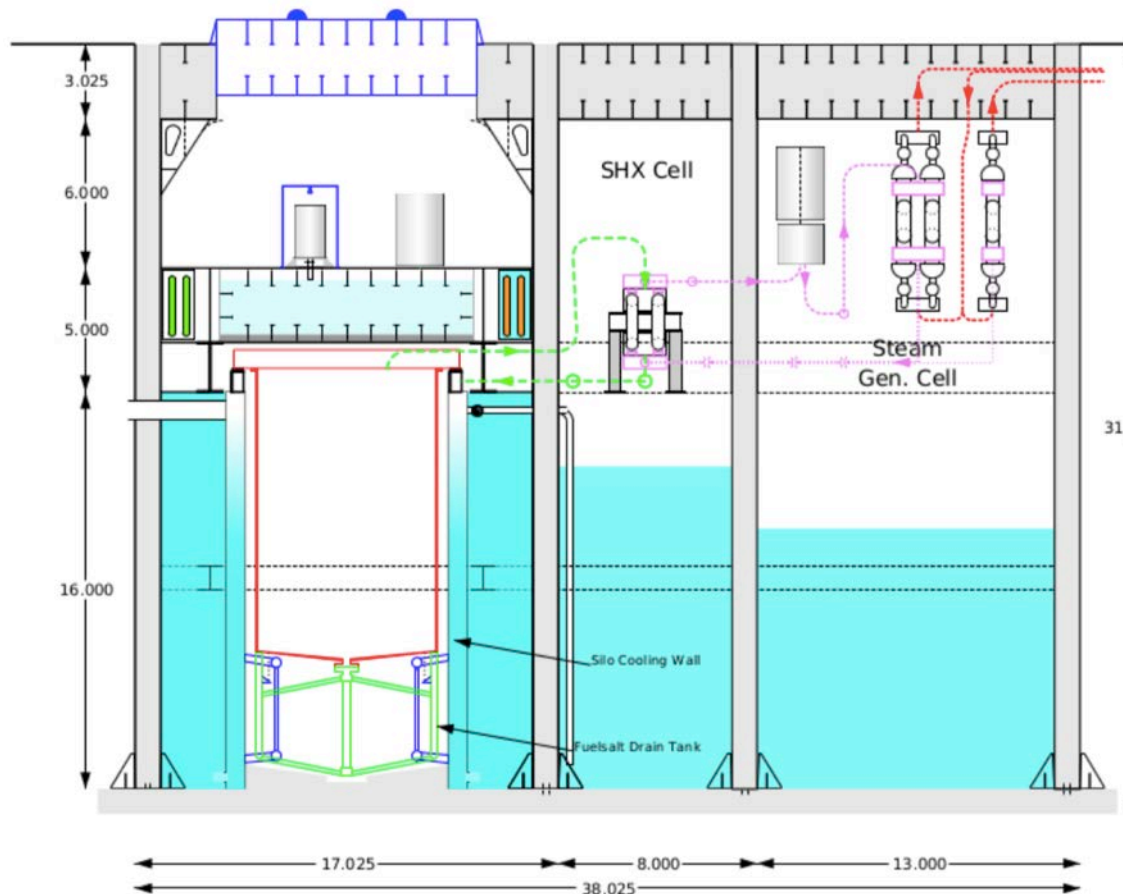 3.025
6.000
SHX Cell
5.000
Steam
Gen. Cell
31
16.000
Silo Cooling Wall
Fuelsalt Drain Tank
17.025
8.000
13.000
38.025